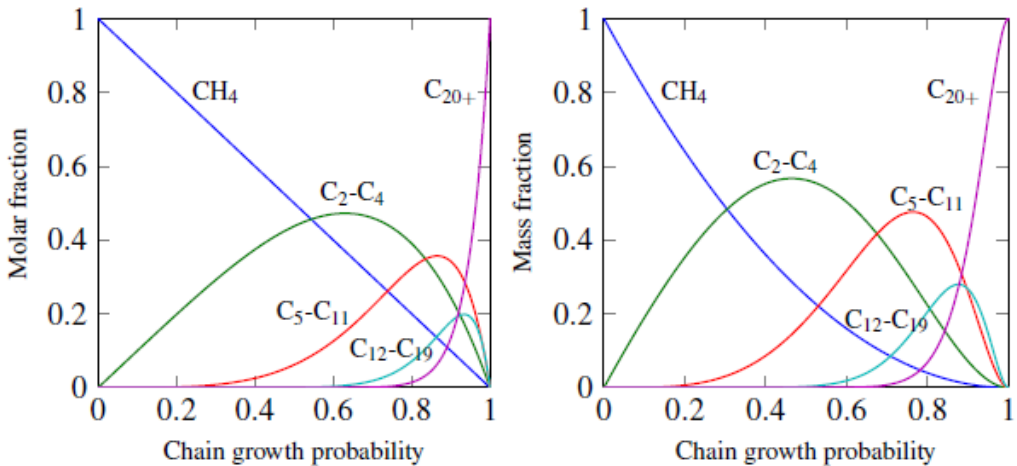 1
0.8
0.6
0.4
0.2
0
0
0.2
0.4
0.6
0.8
1
Molar fraction
Chain growth probability
CH₄
C₂-C₄
C₅-C₁₁
C₁₂-C₁₉
C₂₀₊
1
0.8
0.6
0.4
0.2
0
0
0.2
0.4
0.6
0.8
1
Mass fraction
Chain growth probability
CH₄
C₂-C₄
C₅-C₁₁
C₁₂-C₁₉
C₂₀₊